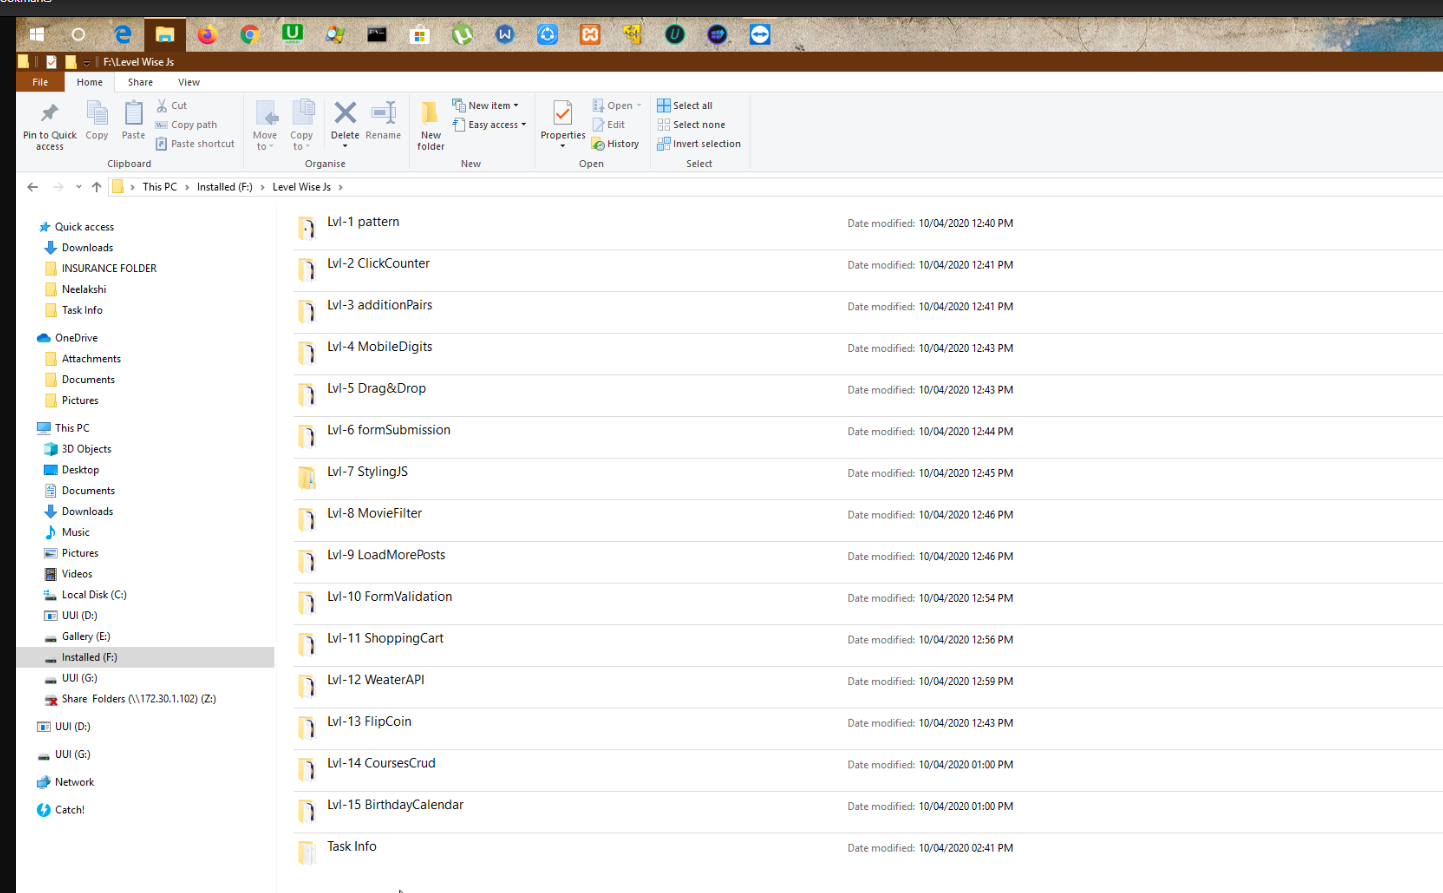 F:\Level Wise Js
File Home Share View
Pin to Quick access
Copy
Paste
Cut
Copy path
Paste shortcut
Clipboard
Move to
Copy to
Delete
Rename
Organise
New folder
New item
Easy access
New
Properties
Open
Edit
History
Open
Select all
Select none
Invert selection
Select
This PC > Installed (F:) > Level Wise Js >
Quick access
Downloads
INSURANCE FOLDER
Neelakshi
Task Info
OneDrive
Attachments
Documents
Pictures
This PC
3D Objects
Desktop
Documents
Downloads
Music
Pictures
Videos
Local Disk (C:)
UUI (D:)
Gallery (E:)
Installed (F:)
UUI (G:)
Share Folders (\\172.30.1.102) (Z:)
UUI (D:)
UUI (G:)
Network
Catch!
Lvl-1 pattern Date modified: 10/04/2020 12:40 PM
Lvl-2 ClickCounter Date modified: 10/04/2020 12:41 PM
Lvl-3 additionPairs Date modified: 10/04/2020 12:41 PM
Lvl-4 MobileDigits Date modified: 10/04/2020 12:43 PM
Lvl-5 Drag&Drop Date modified: 10/04/2020 12:43 PM
Lvl-6 formSubmission Date modified: 10/04/2020 12:44 PM
Lvl-7 StylingJS Date modified: 10/04/2020 12:45 PM
Lvl-8 MovieFilter Date modified: 10/04/2020 12:46 PM
Lvl-9 LoadMorePosts Date modified: 10/04/2020 12:46 PM
Lvl-10 FormValidation Date modified: 10/04/2020 12:54 PM
Lvl-11 ShoppingCart Date modified: 10/04/2020 12:56 PM
Lvl-12 WeaterAPI Date modified: 10/04/2020 12:59 PM
Lvl-13 FlipCoin Date modified: 10/04/2020 12:43 PM
Lvl-14 CoursesCrud Date modified: 10/04/2020 01:00 PM
Lvl-15 BirthdayCalendar Date modified: 10/04/2020 01:00 PM
Task Info Date modified: 10/04/2020 02:41 PM